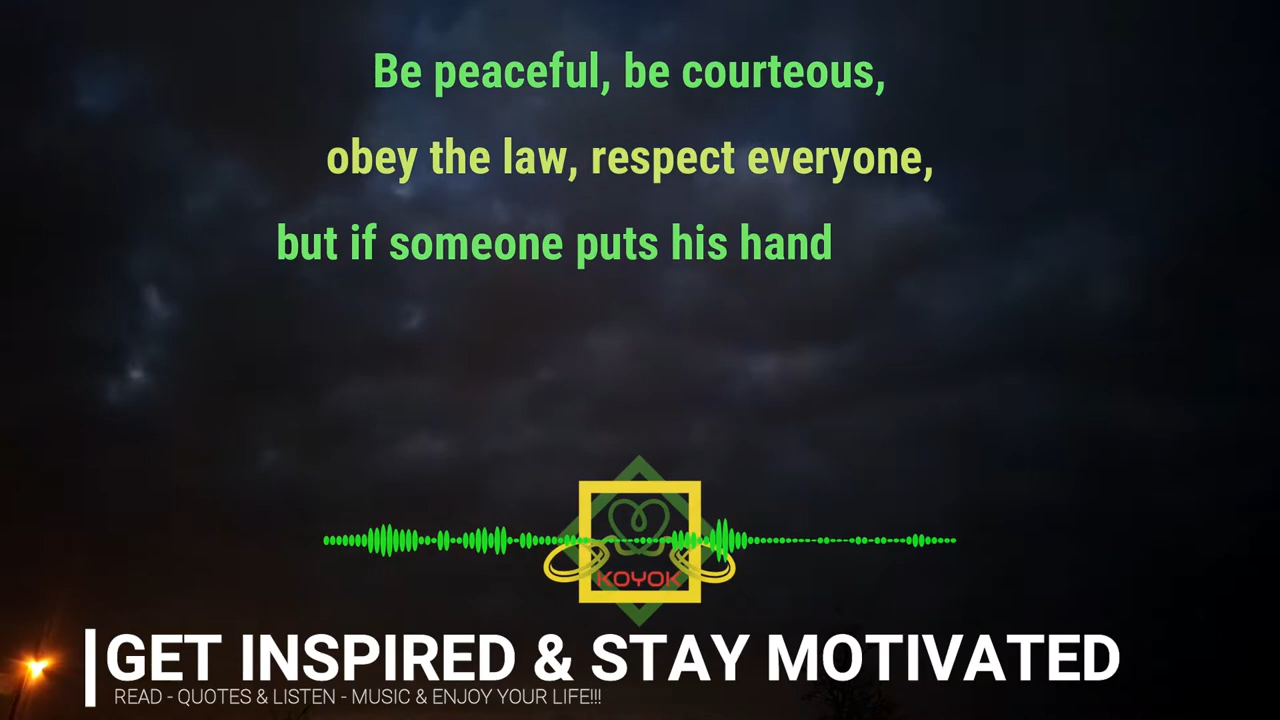 Be peaceful, be courteous,
obey the law, respect everyone,
but if someone puts his hand
KOYOK
GET INSPIRED & STAY MOTIVATED
READ - QUOTES & LISTEN - MUSIC & ENJOY YOUR LIFE!!!